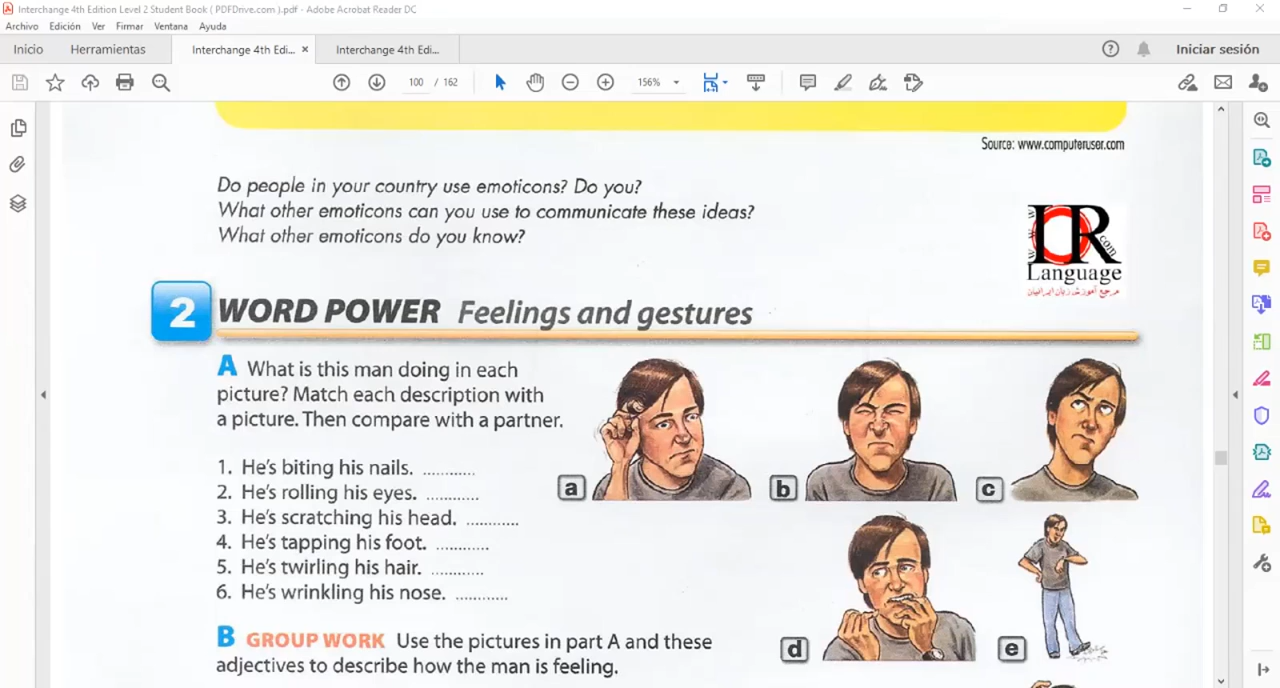 Interchange 4th Edition Level 2 Student Book ( PDFDrive.com ).pdf - Adobe Acrobat Reader DC
Archivo Edición Ver Firmar Ventana Ayuda
Inicio Herramientas Interchange 4th Edi... × Interchange 4th Edi... Iniciar sesión
100 / 162 156%
Source: www.computeruser.com
Do people in your country use emoticons? Do you?
What other emoticons can you use to communicate these ideas?
What other emoticons do you know?
IR
Language
مرجع آموزش زبان ایرانیان
2 WORD POWER Feelings and gestures
A What is this man doing in each
picture? Match each description with
a picture. Then compare with a partner.
1. He's biting his nails. ...........
2. He's rolling his eyes. ...........
3. He's scratching his head. ...........
4. He's tapping his foot. ...........
5. He's twirling his hair. ...........
6. He's wrinkling his nose. ...........
a b c
d e
B GROUP WORK Use the pictures in part A and these
adjectives to describe how the man is feeling.